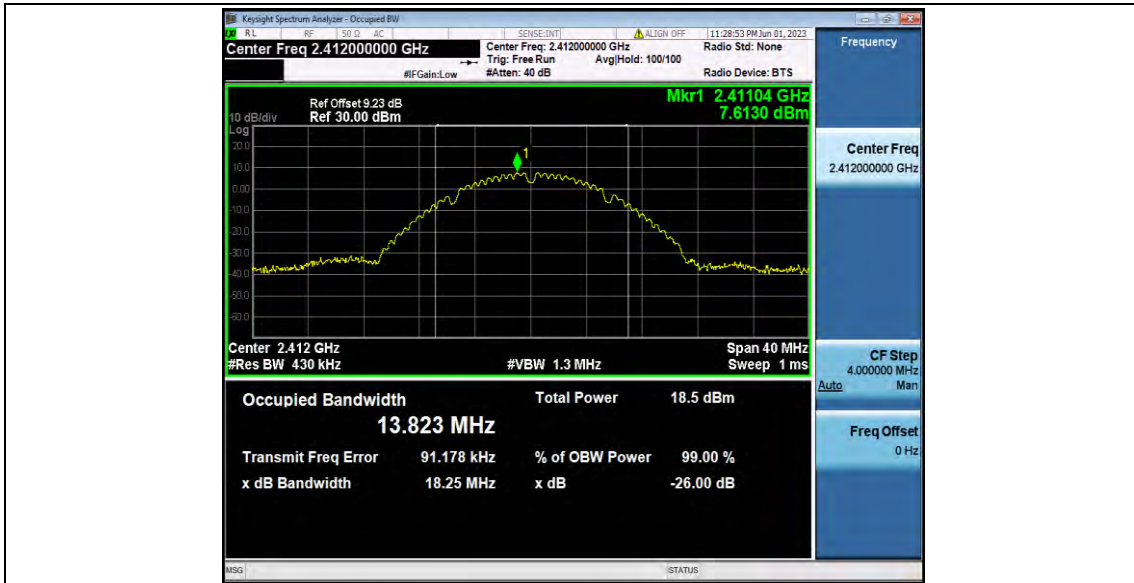 Keysight Spectrum Analyzer - Occupied BW
RL RF 50 Ω AC SENSE:INT ALIGN OFF 11:28:53 PM Jun 01, 2023
Center Freq 2.412000000 GHz
Center Freq: 2.412000000 GHz
Radio Std: None
Trig: Free Run Avg|Hold: 100/100
#IFGain:Low #Atten: 40 dB Radio Device: BTS
Mkr1 2.41104 GHz
7.6130 dBm
Ref Offset 9.23 dB
10 dB/div Ref 30.00 dBm
Log
20.0
1
10.0
0.00
-10.0
-20.0
-30.0
-40.0
-50.0
-60.0
Center 2.412 GHz Span 40 MHz
#Res BW 430 kHz #VBW 1.3 MHz Sweep 1 ms
Occupied Bandwidth Total Power 18.5 dBm
13.823 MHz
Transmit Freq Error 91.178 kHz % of OBW Power 99.00 %
x dB Bandwidth 18.25 MHz x dB -26.00 dB
MSG STATUS
Frequency
Center Freq
2.412000000 GHz
CF Step
4.000000 MHz
Auto Man
Freq Offset
0 Hz